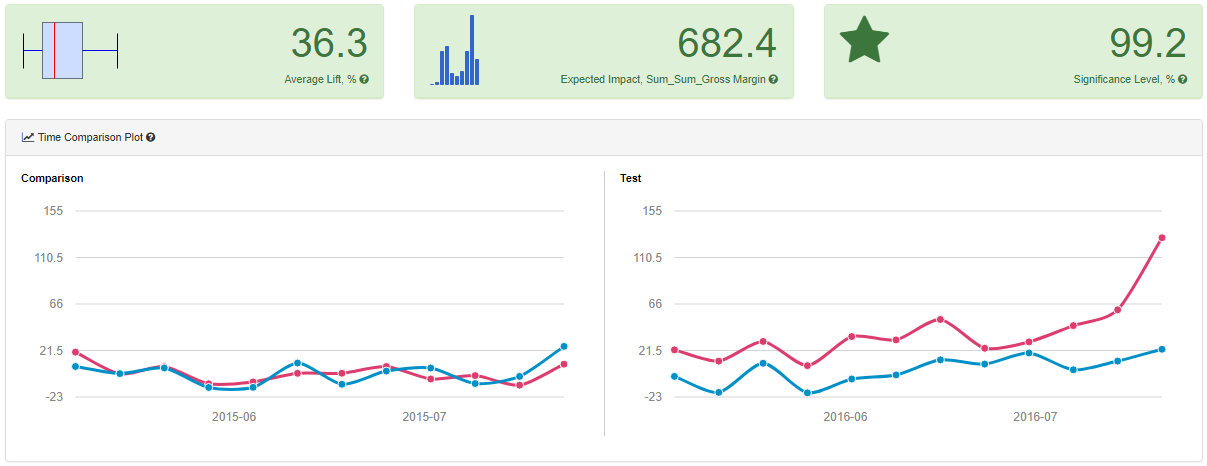 36.3
Average Lift, %
682.4
Expected Impact, Sum_Sum_Gross Margin
99.2
Significance Level, %
Time Comparison Plot
Comparison
155
110.5
66
21.5
-23
2015-06 2015-07
Test
155
110.5
66
21.5
-23
2016-06 2016-07